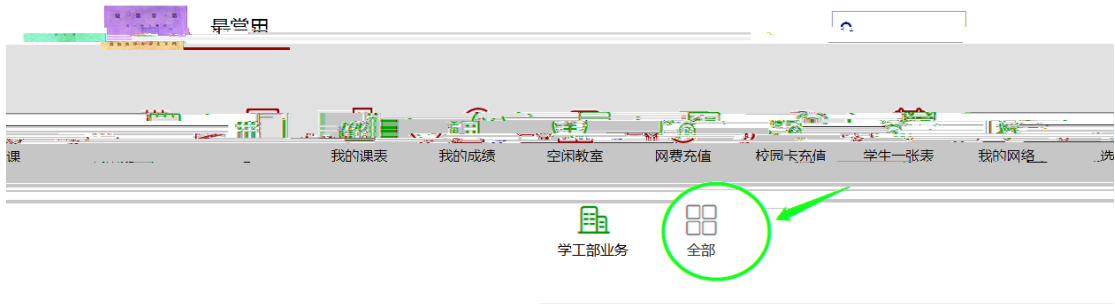 最常用
课 我的课表 我的成绩 空闲教室 网费充值 校园卡充值 学生一张表 我的网络 选
学工部业务 全部